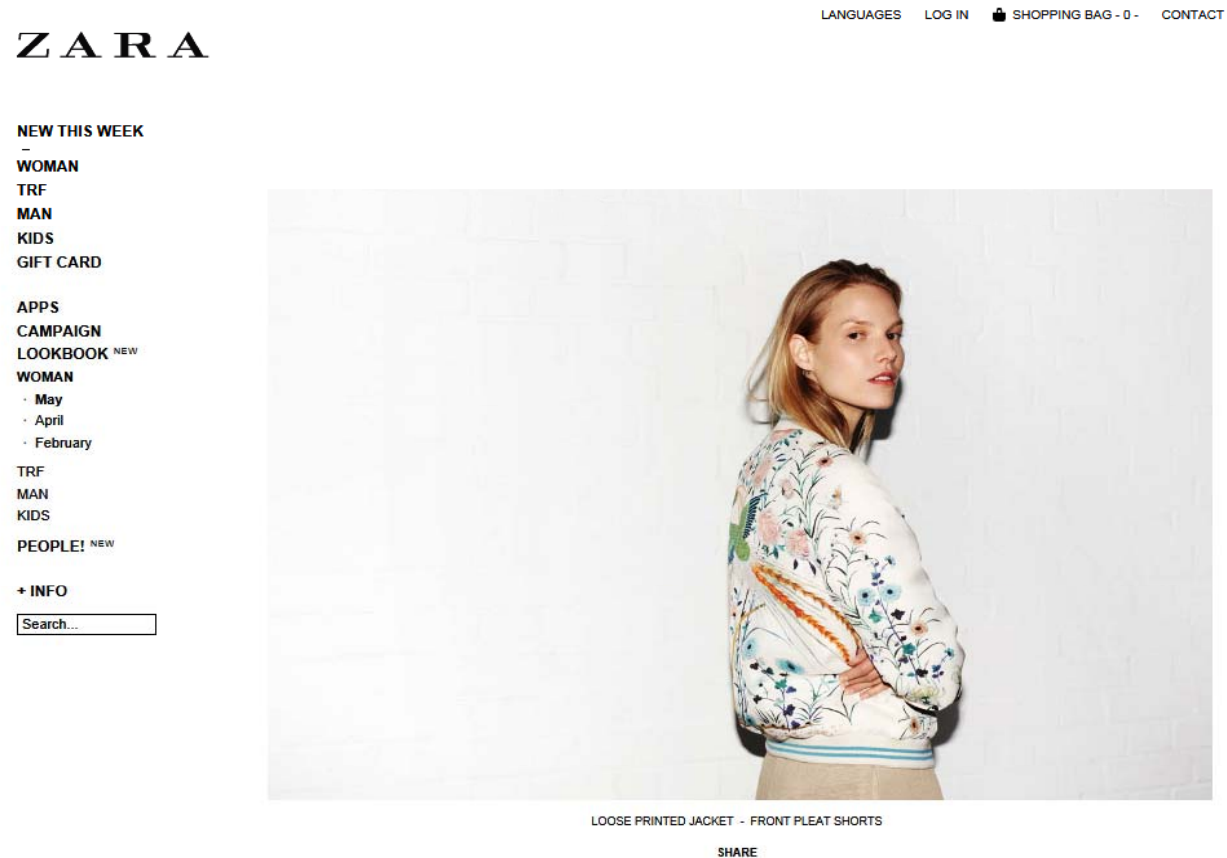 LANGUAGES LOG IN SHOPPING BAG - 0 - CONTACT
ZARA
NEW THIS WEEK
–
WOMAN
TRF
MAN
KIDS
GIFT CARD
APPS
CAMPAIGN
LOOKBOOK NEW
WOMAN
· May
· April
· February
TRF
MAN
KIDS
PEOPLE! NEW
+ INFO
Search...
LOOSE PRINTED JACKET - FRONT PLEAT SHORTS
SHARE